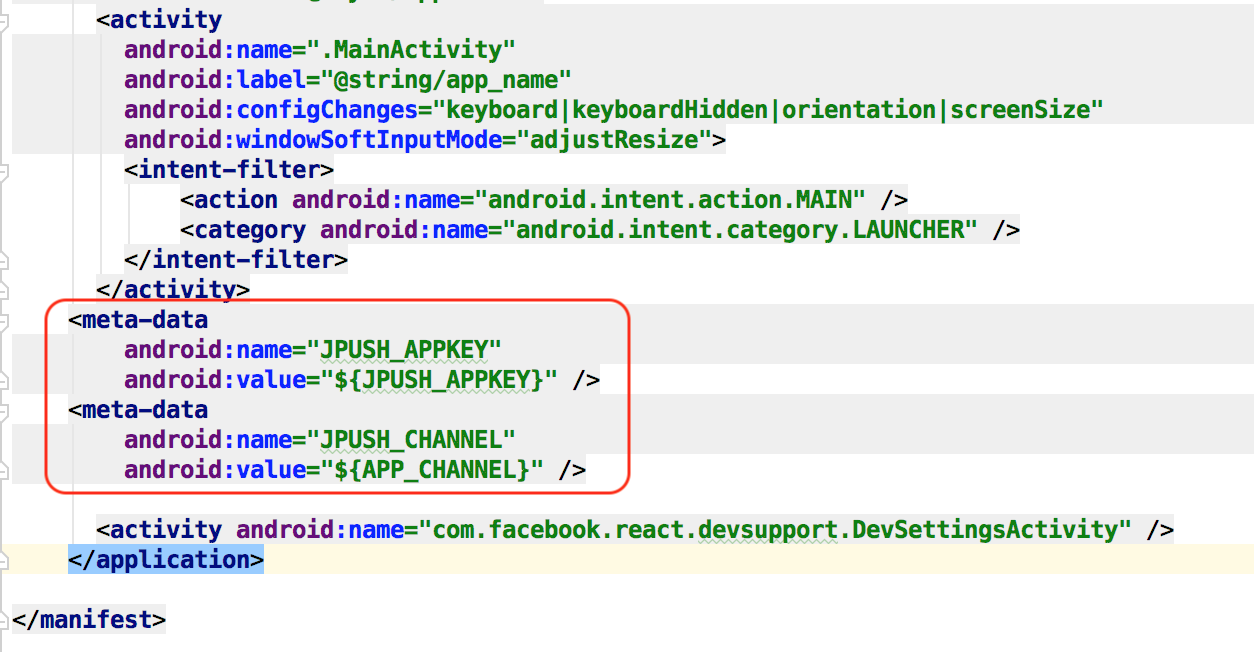 <activity
android:name=".MainActivity"
android:label="@string/app_name"
android:configChanges="keyboard|keyboardHidden|orientation|screenSize"
android:windowSoftInputMode="adjustResize">
<intent-filter>
<action android:name="android.intent.action.MAIN" />
<category android:name="android.intent.category.LAUNCHER" />
</intent-filter>
</activity>
<meta-data
android:name="JPUSH_APPKEY"
android:value="${JPUSH_APPKEY}" />
<meta-data
android:name="JPUSH_CHANNEL"
android:value="${APP_CHANNEL}" />
<activity android:name="com.facebook.react.devsupport.DevSettingsActivity" />
</application>
</manifest>